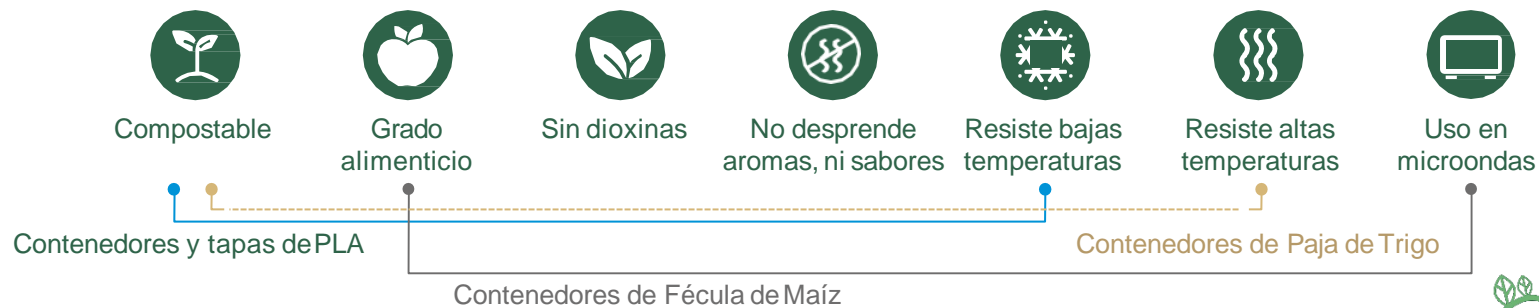 Compostable
Grado
alimenticio
Sin dioxinas
No desprende
aromas, ni sabores
Resiste bajas
temperaturas
Resiste altas
temperaturas
Uso en
microondas
Contenedores y tapas de PLA
Contenedores de Paja de Trigo
Contenedores de Fécula de Maíz